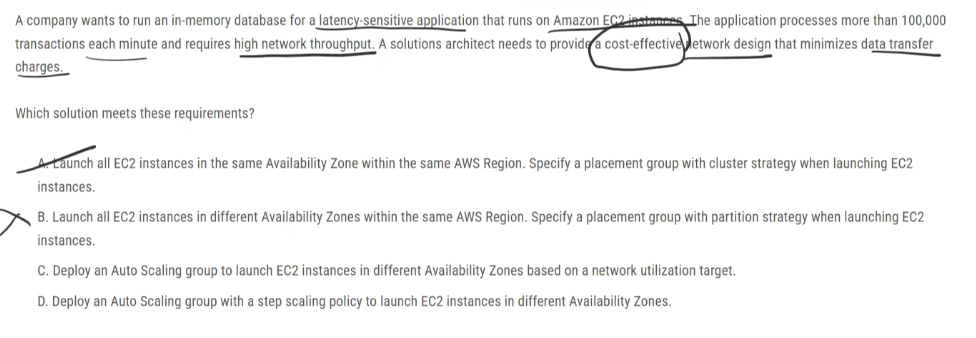 A company wants to run an in-memory database for a latency-sensitive application that runs on Amazon EC2 instances. The application processes more than 100,000
transactions each minute and requires high network throughput. A solutions architect needs to provide a cost-effective network design that minimizes data transfer
charges.
Which solution meets these requirements?
A. Launch all EC2 instances in the same Availability Zone within the same AWS Region. Specify a placement group with cluster strategy when launching EC2
instances.
B. Launch all EC2 instances in different Availability Zones within the same AWS Region. Specify a placement group with partition strategy when launching EC2
instances.
C. Deploy an Auto Scaling group to launch EC2 instances in different Availability Zones based on a network utilization target.
D. Deploy an Auto Scaling group with a step scaling policy to launch EC2 instances in different Availability Zones.